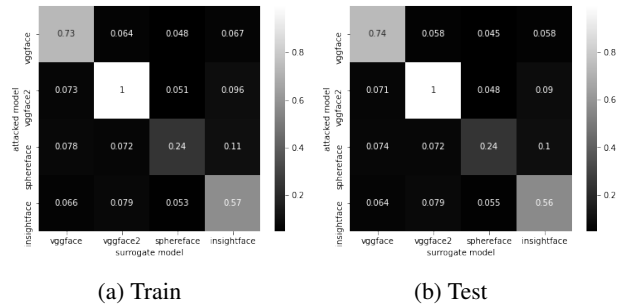 vggface 0.73 0.064 0.048 0.067
vggface2 0.073 1 0.051 0.096
sphereface 0.078 0.072 0.24 0.11
insightface 0.066 0.079 0.053 0.57
attacked model
vggface vggface2 sphereface insightface
surrogate model
0.8
0.6
0.4
0.2
(a) Train
vggface 0.74 0.058 0.045 0.058
vggface2 0.071 1 0.048 0.09
sphereface 0.074 0.072 0.24 0.1
insightface 0.064 0.079 0.055 0.56
attacked model
vggface vggface2 sphereface insightface
surrogate model
0.8
0.6
0.4
0.2
(b) Test